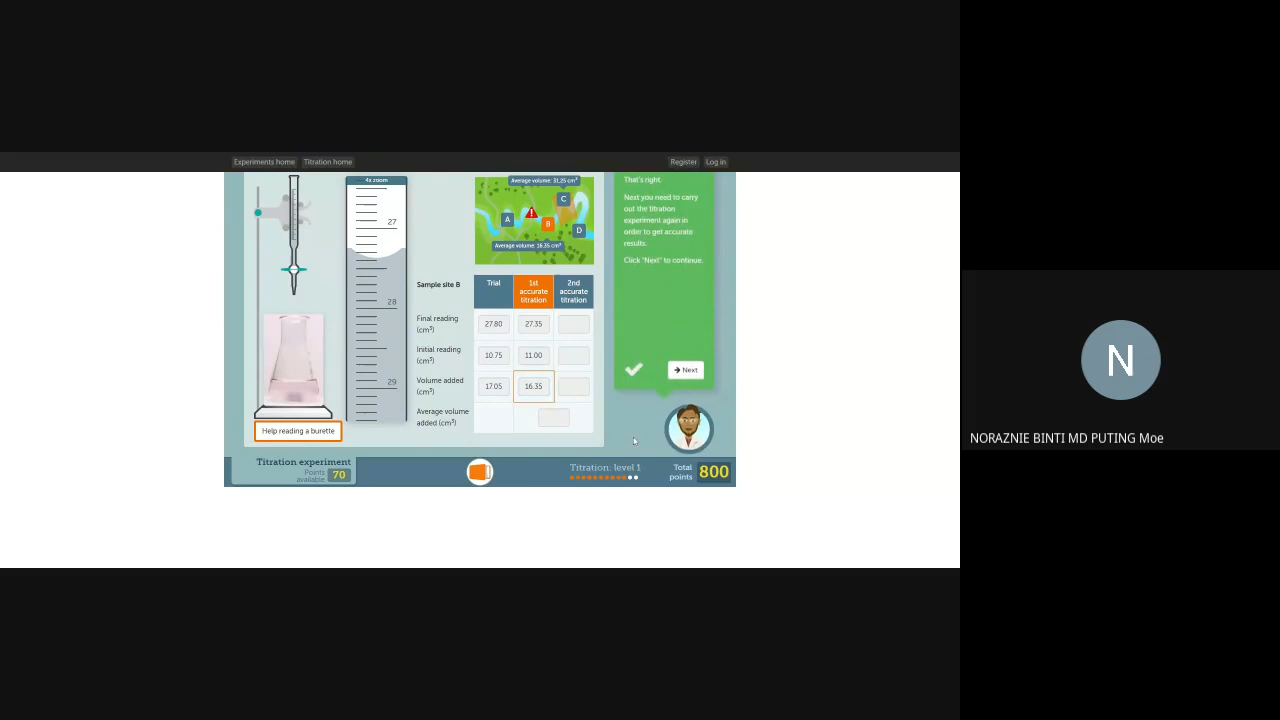 Experiments home
Titration home
Register
Log in
4x zoom
27
28
29
Help reading a burette
Average volume: 31.25 cm³
A
B
C
D
Average volume: 16.35 cm³
Sample site B
Trial
1st accurate titration
2nd accurate titration
Final reading (cm³)
27.80
27.35
Initial reading (cm³)
10.75
11.00
Volume added (cm³)
17.05
16.35
Average volume added (cm³)
That's right.
Next you need to carry
out the titration
experiment again in
order to get accurate
results.
Click "Next" to continue.
Next
Titration experiment
Points available 70
Titration: level 1
Total points 800
N
NORAZNIE BINTI MD PUTING Moe